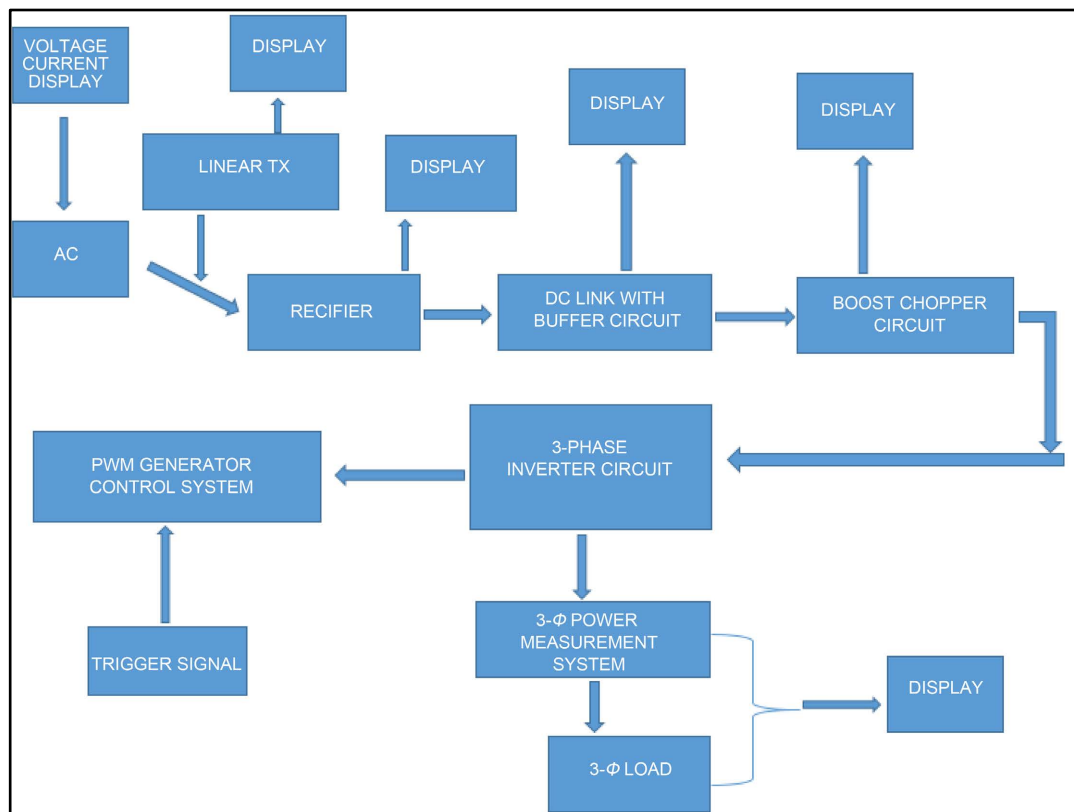 VOLTAGE
CURRENT
DISPLAY
DISPLAY
LINEAR TX
DISPLAY
DISPLAY
DISPLAY
AC
RECIFIER
DC LINK WITH
BUFFER CIRCUIT
BOOST CHOPPER
CIRCUIT
PWM GENERATOR
CONTROL SYSTEM
3-PHASE
INVERTER CIRCUIT
TRIGGER SIGNAL
3-Φ POWER
MEASUREMENT
SYSTEM
DISPLAY
3-Φ LOAD